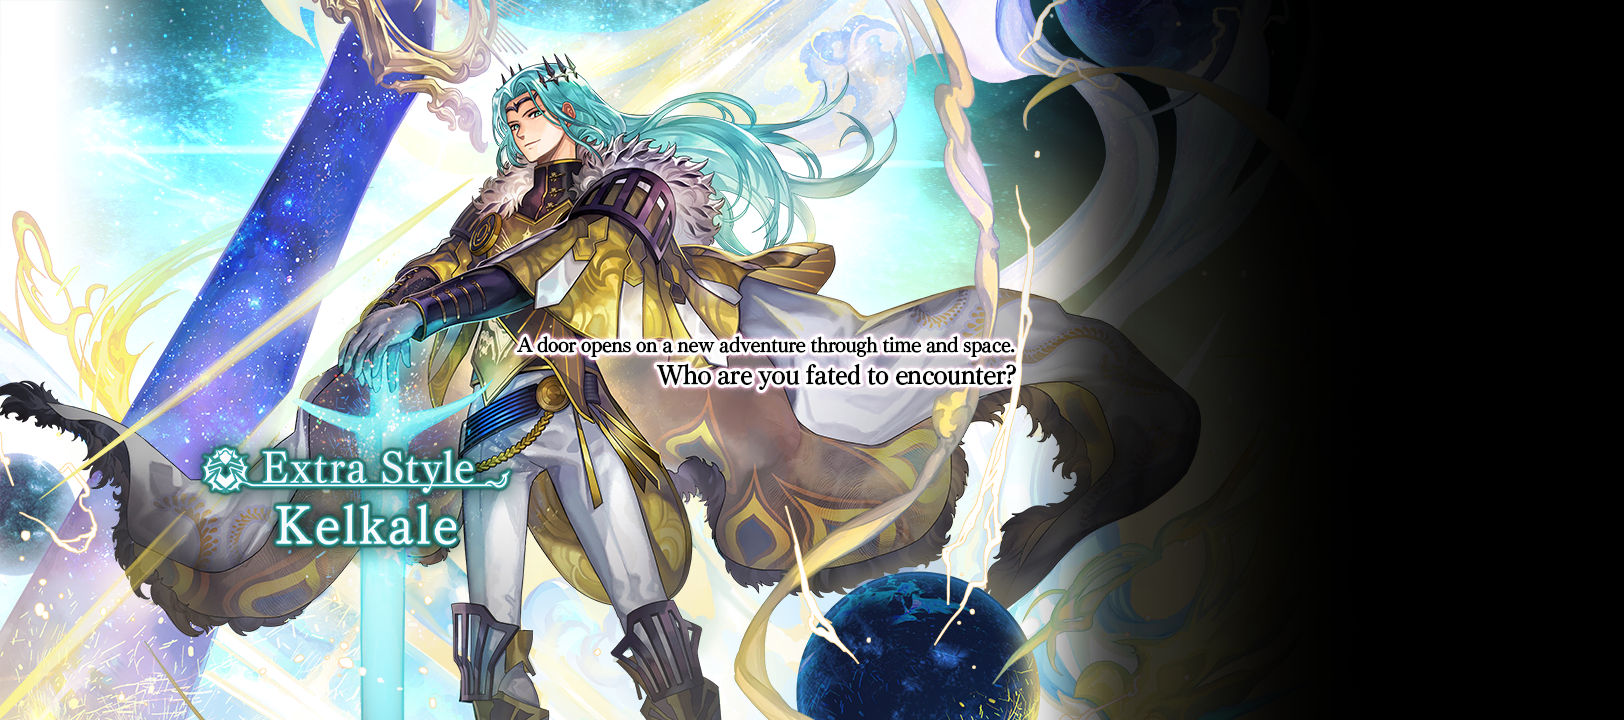 A door opens on a new adventure through time and space.
Who are you fated to encounter?
Extra Style
Kelkale